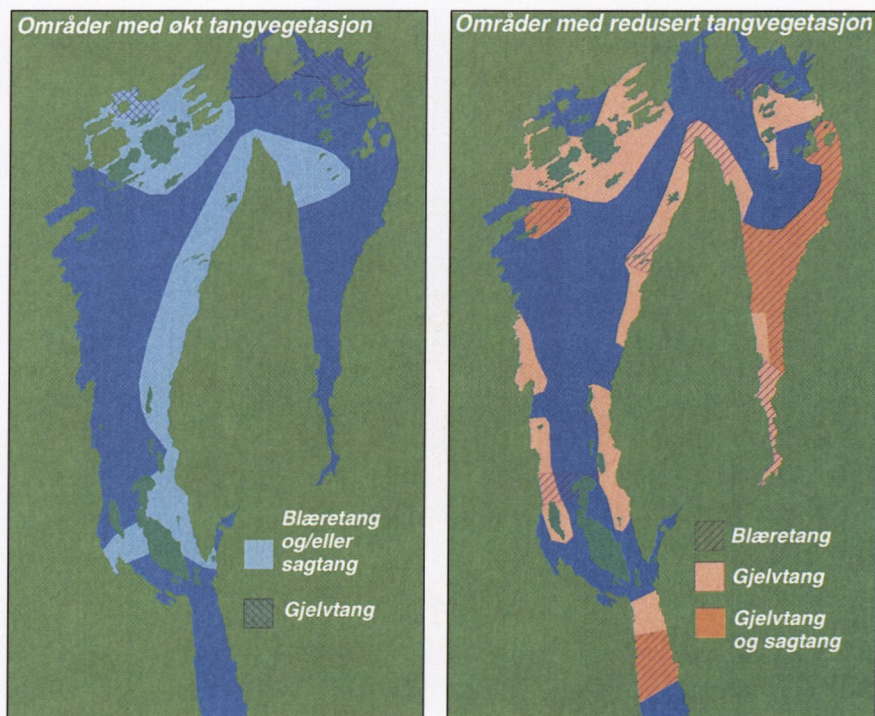 Områder med økt tangvegetasjon
Blæretang
og/eller
sagtang
Gjelvtang
Områder med redusert tangvegetasjon
Blæretang
Gjelvtang
Gjelvtang
og sagtang